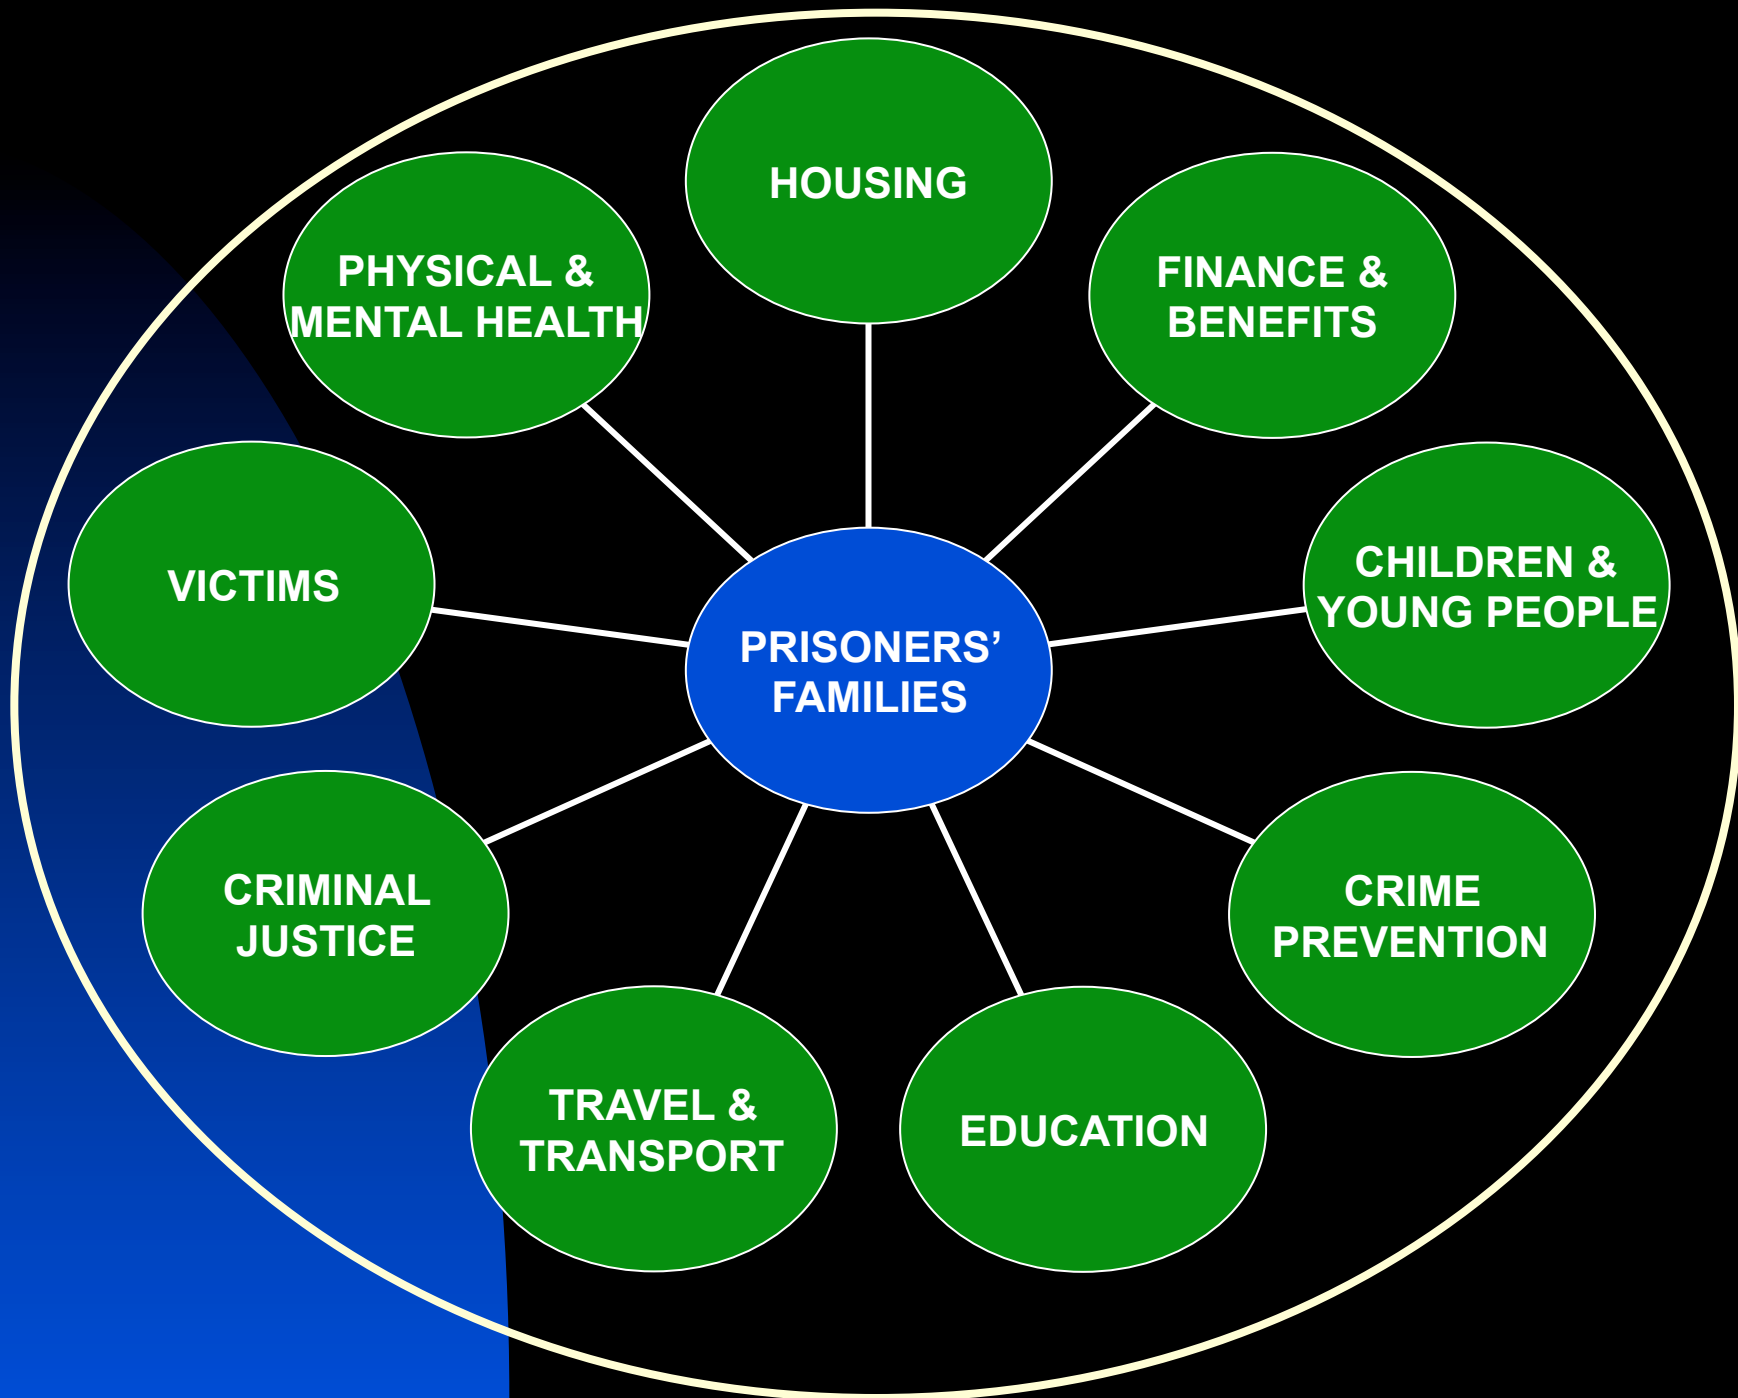 HOUSING
FINANCE &
BENEFITS
CHILDREN &
YOUNG PEOPLE
CRIME
PREVENTION
EDUCATION
TRAVEL &
TRANSPORT
CRIMINAL
JUSTICE
VICTIMS
PHYSICAL &
MENTAL HEALTH
PRISONERS’
FAMILIES